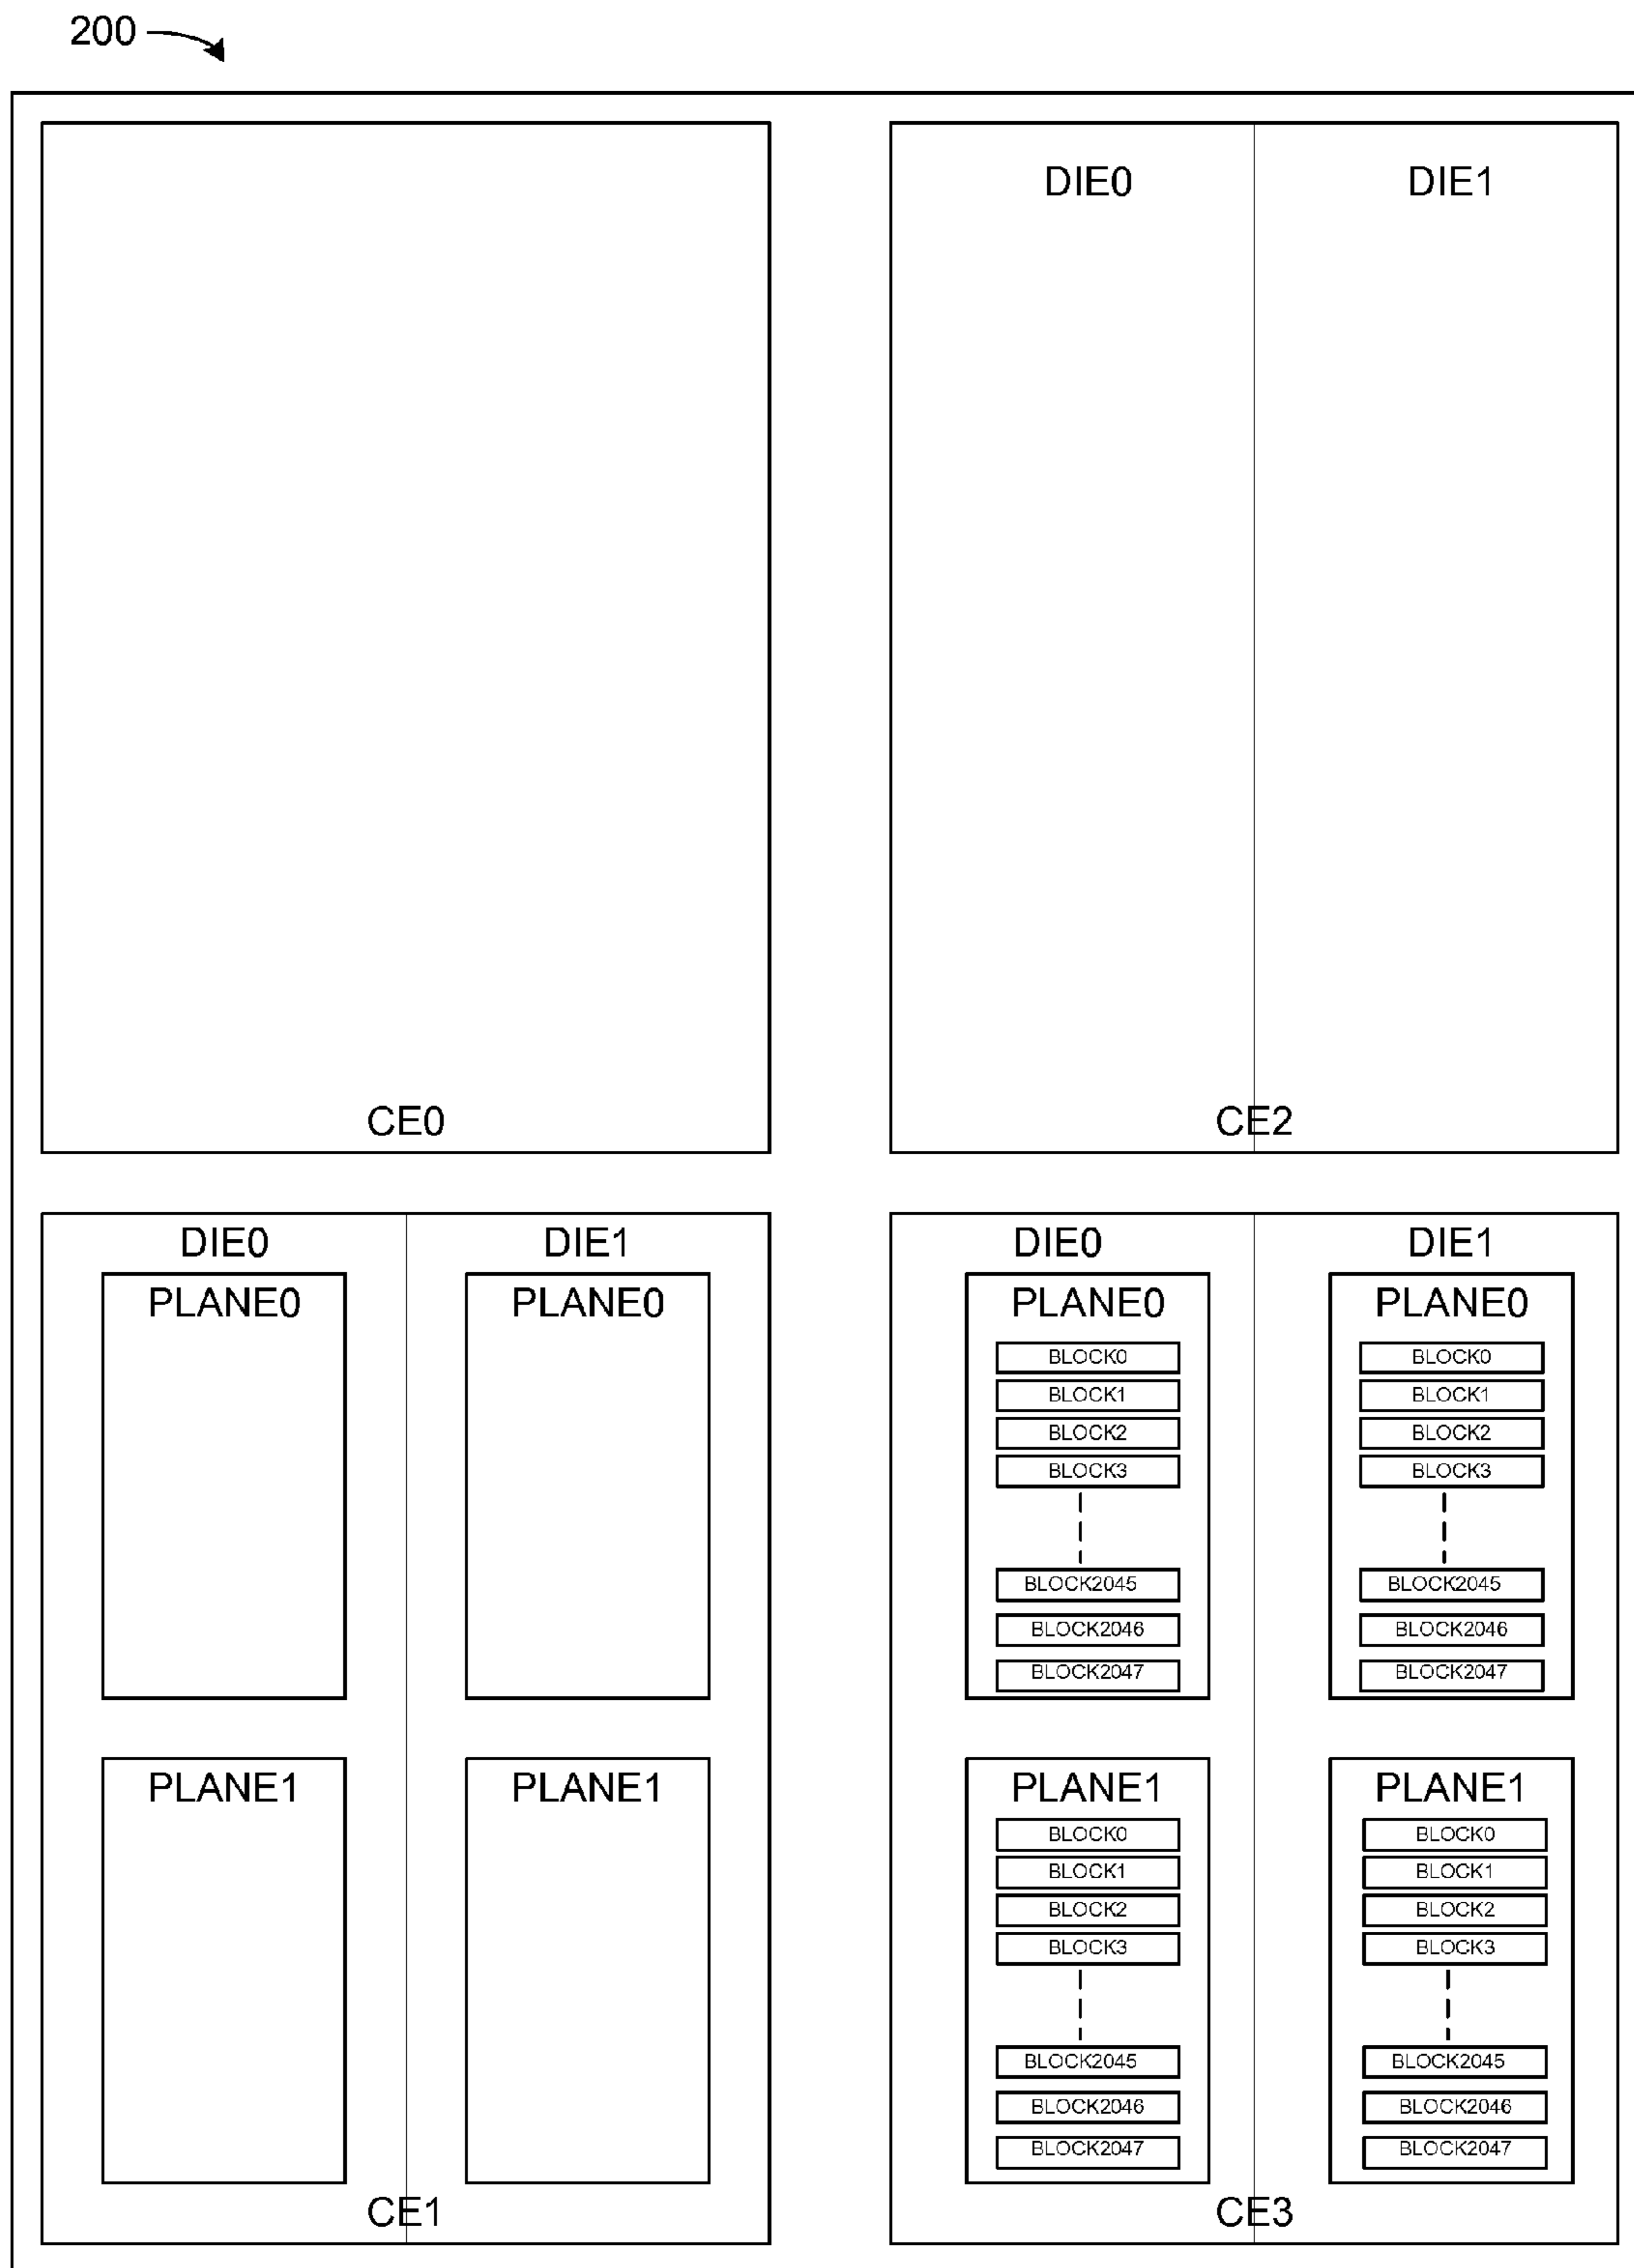 200
DIE0 DIE1
CE0
CE2
DIE0 DIE1
PLANE0 PLANE0
PLANE1 PLANE1
CE1
DIE0 DIE1
PLANE0 PLANE0
BLOCK0 BLOCK0
BLOCK1 BLOCK1
BLOCK2 BLOCK2
BLOCK3 BLOCK3
BLOCK2045 BLOCK2045
BLOCK2046 BLOCK2046
BLOCK2047 BLOCK2047
PLANE1 PLANE1
BLOCK0 BLOCK0
BLOCK1 BLOCK1
BLOCK2 BLOCK2
BLOCK3 BLOCK3
BLOCK2045 BLOCK2045
BLOCK2046 BLOCK2046
BLOCK2047 BLOCK2047
CE3